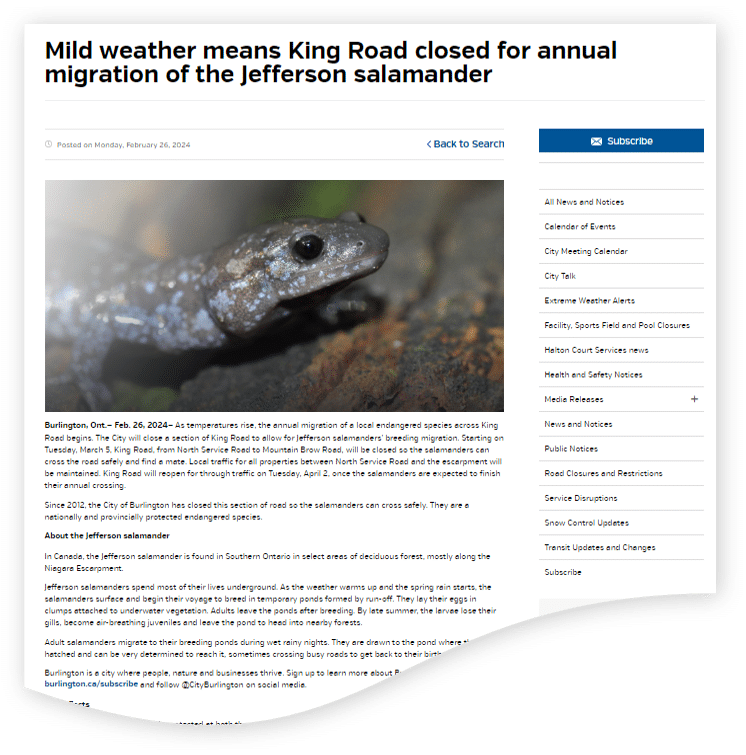 Mild weather means King Road closed for annual
migration of the Jefferson salamander
Posted on Monday, February 26, 2024
Back to Search
Subscribe
Burlington, Ont.— Feb. 26, 2024— As temperatures rise, the annual migration of a local endangered species across King
Road begins. The City will close a section of King Road to allow for Jefferson salamanders' breeding migration. Starting on
Tuesday, March 5, King Road, from North Service Road to Mountain Brow Road, will be closed so the salamanders can
cross the road safely and find a mate. Local traffic for all properties between North Service Road and the escarpment will
be maintained. King Road will reopen for through traffic on Tuesday, April 2, once the salamanders are expected to finish
their annual crossing.
Since 2012, the City of Burlington has closed this section of road so the salamanders can cross safely. They are a
nationally and provincially protected endangered species.
About the Jefferson salamander
In Canada, the Jefferson salamander is found in Southern Ontario in select areas of deciduous forest, mostly along the
Niagara Escarpment.
Jefferson salamanders spend most of their lives underground. As the weather warms up and the spring rain starts, the
salamanders surface and begin their voyage to breed in temporary ponds formed by run-off. They lay their eggs in
clumps attached to underwater vegetation. Adults leave the ponds after breeding. By late summer, the larvae lose their
gills, become air-breathing juveniles and leave the pond to head into nearby forests.
Adult salamanders migrate to their breeding ponds during wet rainy nights. They are drawn to the pond where
hatched and can be very determined to reach it, sometimes crossing busy roads to get back to their
Burlington is a city where people, nature and businesses thrive. Sign up to learn more about
burlington.ca/subscribe and follow @CityBurlington on social media.
All News and Notices
Calendar of Events
City Meeting Calendar
City Talk
Extreme Weather Alerts
Facility, Sports Field and Pool Closures
Halton Court Services news
Health and Safety Notices
Media Releases +
News and Notices
Public Notices
Road Closures and Restrictions
Service Disruptions
Snow Control Updates
Transit Updates and Changes
Subscribe